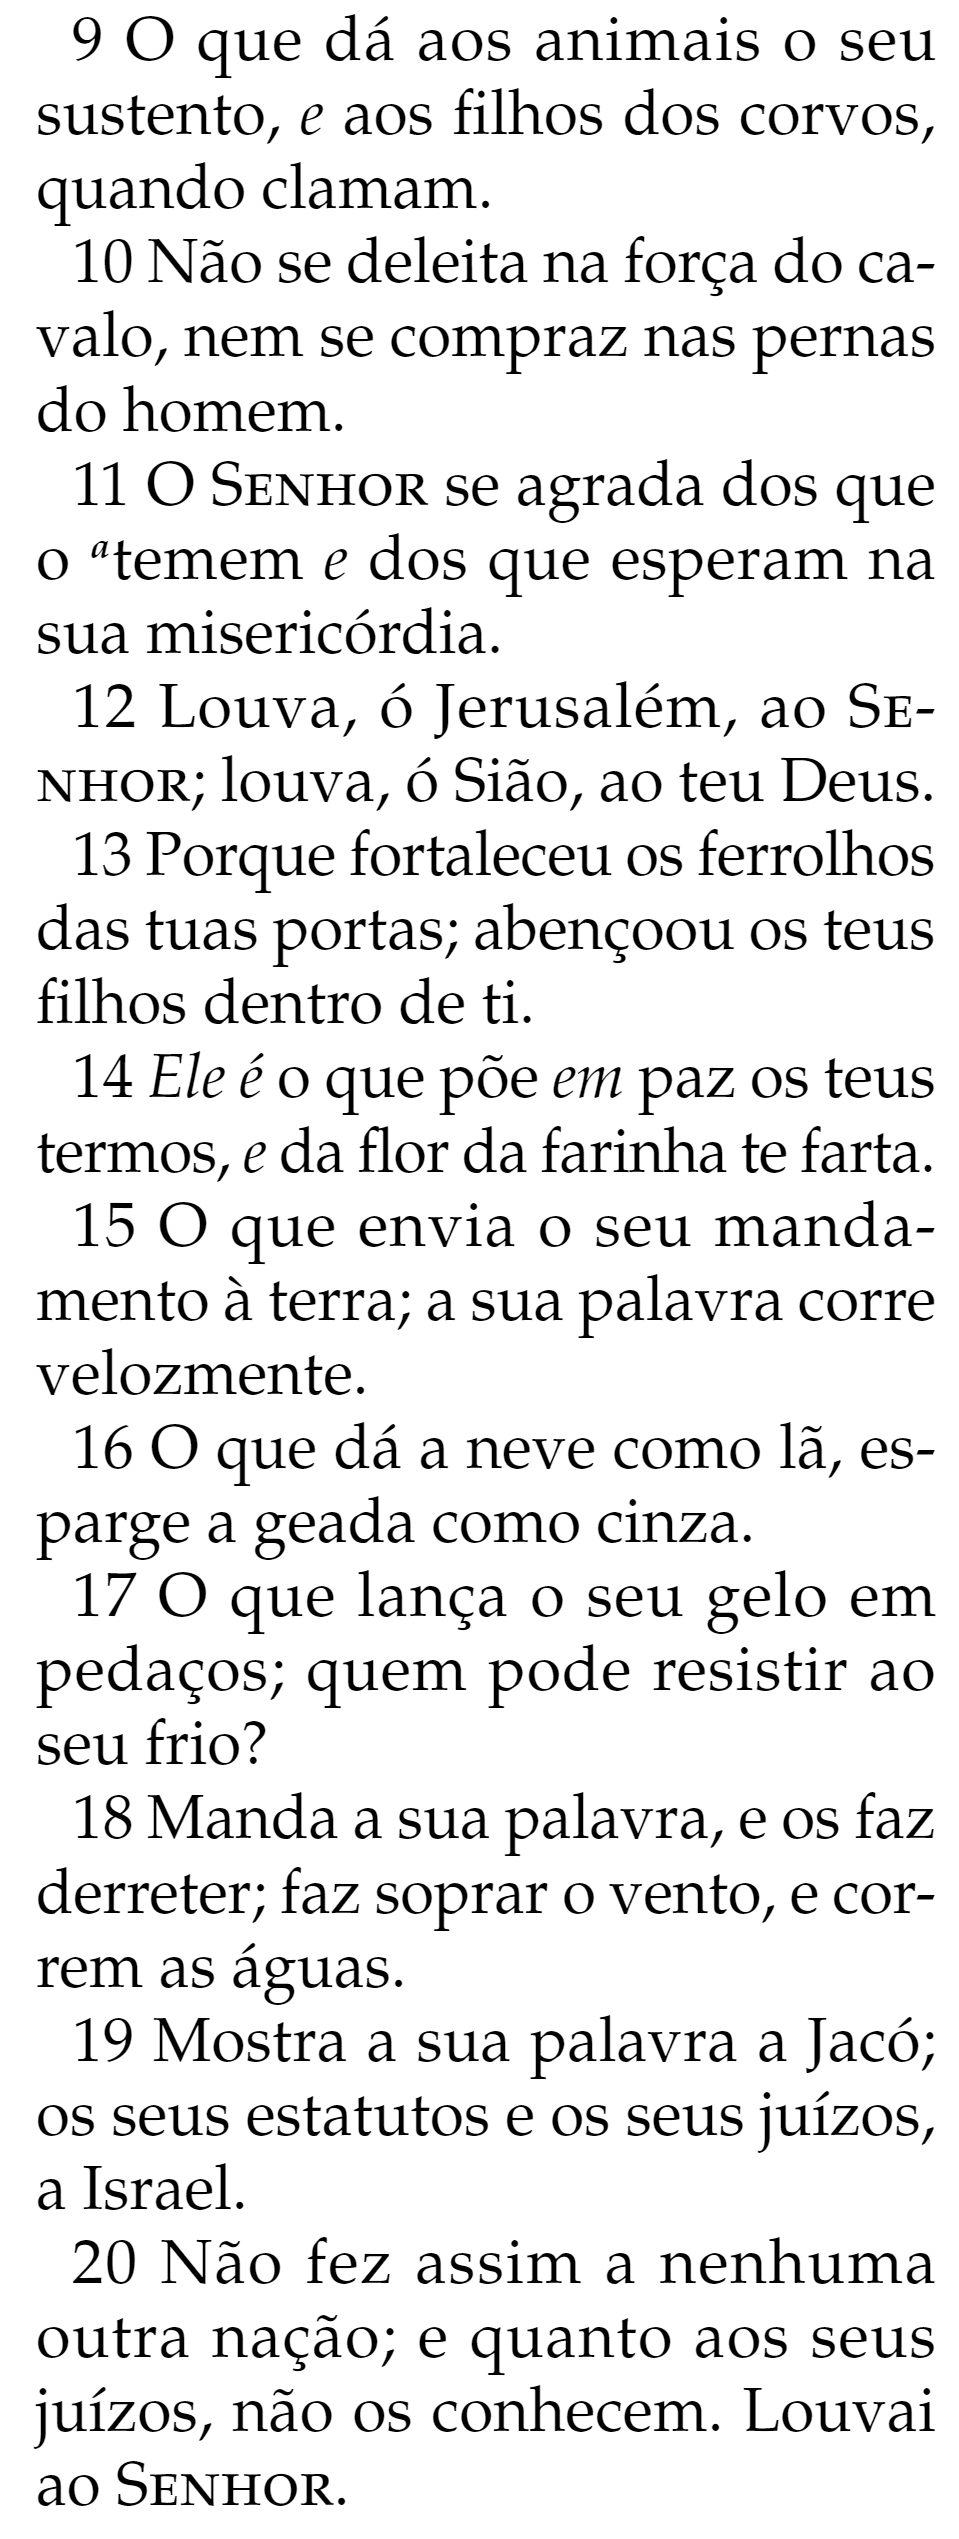 9 O que dá aos animais o seu
sustento, e aos filhos dos corvos,
quando clamam.
10 Não se deleita na força do ca-
valo, nem se compraz nas pernas
do homem.
11 O SENHOR se agrada dos que
o ᵃtemem e dos que esperam na
sua misericórdia.
12 Louva, ó Jerusalém, ao SE-
NHOR; louva, ó Sião, ao teu Deus.
13 Porque fortaleceu os ferrolhos
das tuas portas; abençoou os teus
filhos dentro de ti.
14 Ele é o que põe em paz os teus
termos, e da flor da farinha te farta.
15 O que envia o seu manda-
mento à terra; a sua palavra corre
velozmente.
16 O que dá a neve como lã, es-
parge a geada como cinza.
17 O que lança o seu gelo em
pedaços; quem pode resistir ao
seu frio?
18 Manda a sua palavra, e os faz
derreter; faz soprar o vento, e cor-
rem as águas.
19 Mostra a sua palavra a Jacó;
os seus estatutos e os seus juízos,
a Israel.
20 Não fez assim a nenhuma
outra nação; e quanto aos seus
juízos, não os conhecem. Louvai
ao SENHOR.